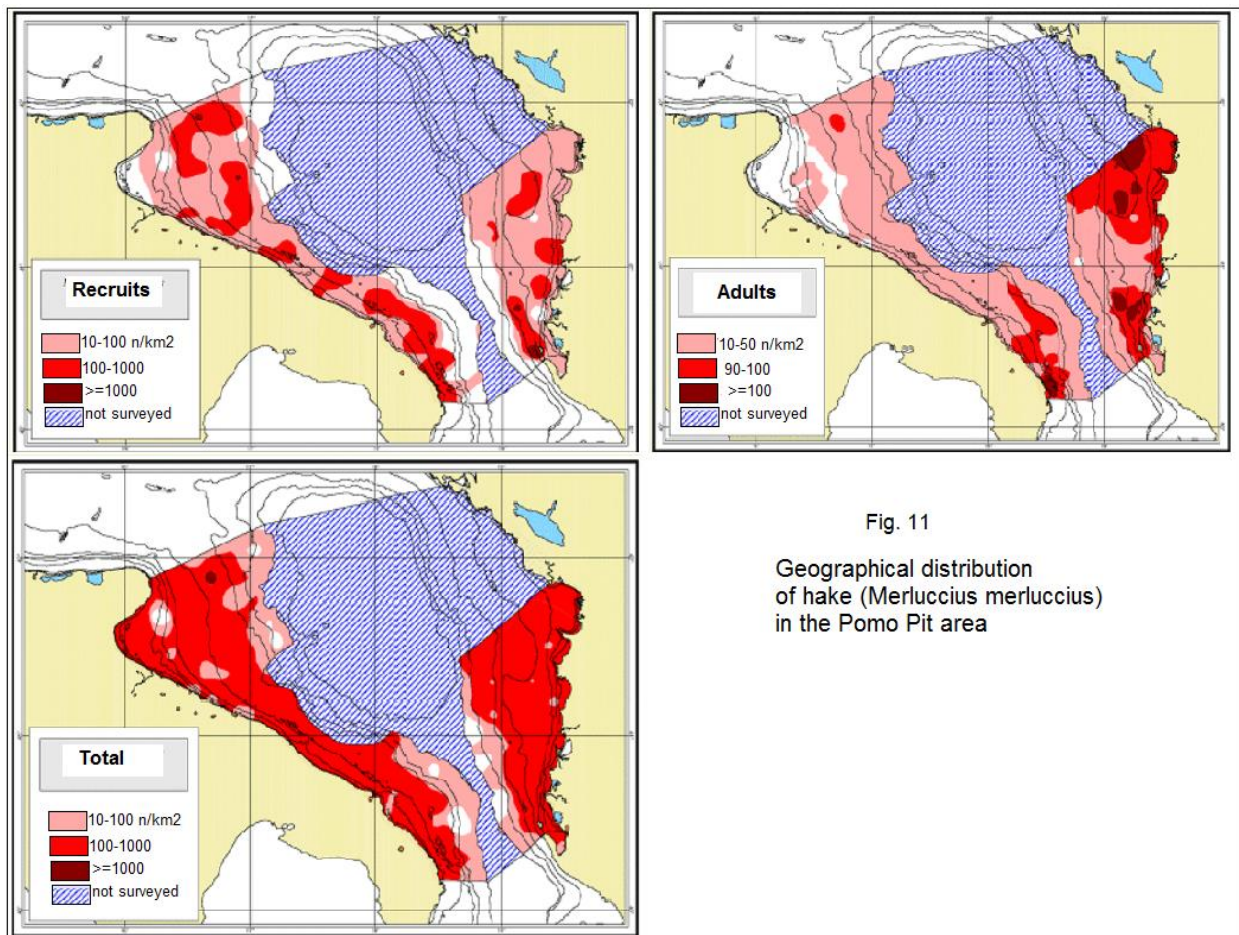 Recruits
10-100 n/km2
100-1000
>=1000
not surveyed
Adults
10-50 n/km2
90-100
>=100
not surveyed
Total
10-100 n/km2
100-1000
>=1000
not surveyed
Fig. 11
Geographical distribution
of hake (Merluccius merluccius)
in the Pomo Pit area